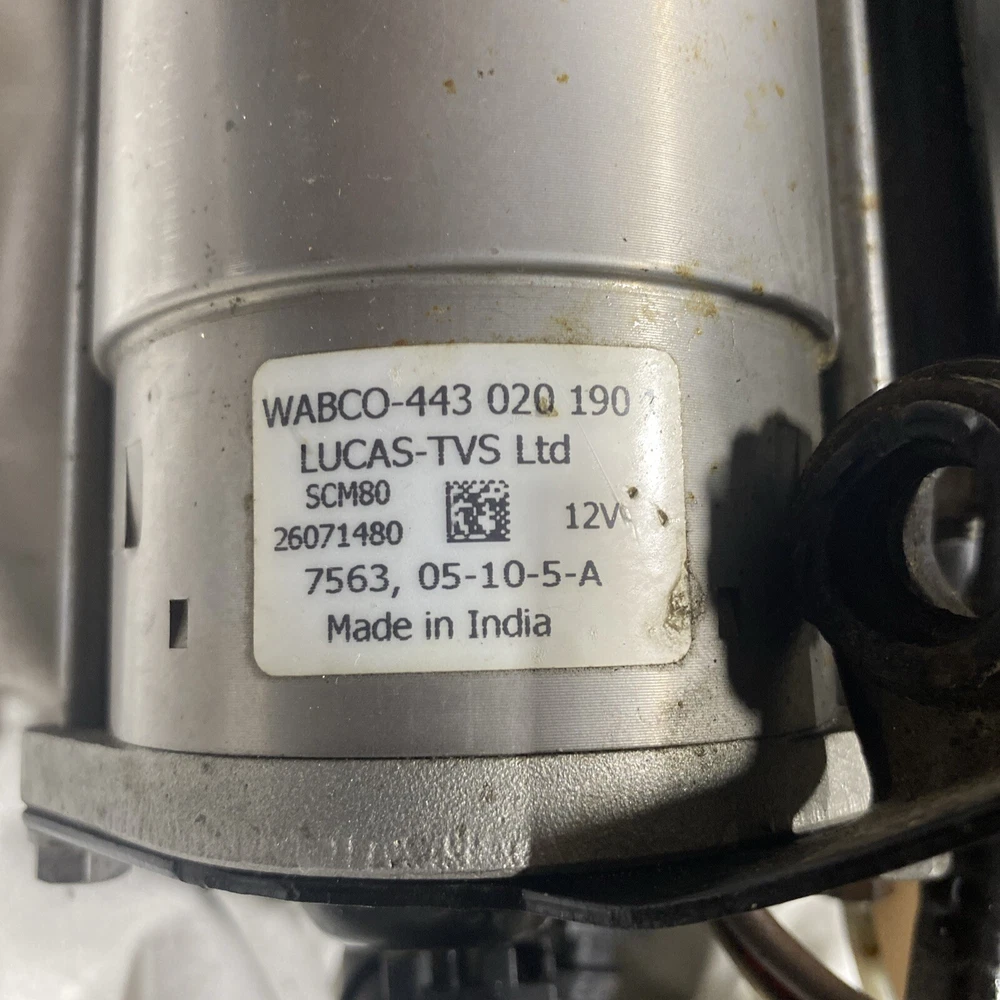 WABCO-443 020 190
LUCAS-TVS Ltd
SCM80
26071480
12V
7563, 05-10-5-A
Made in India